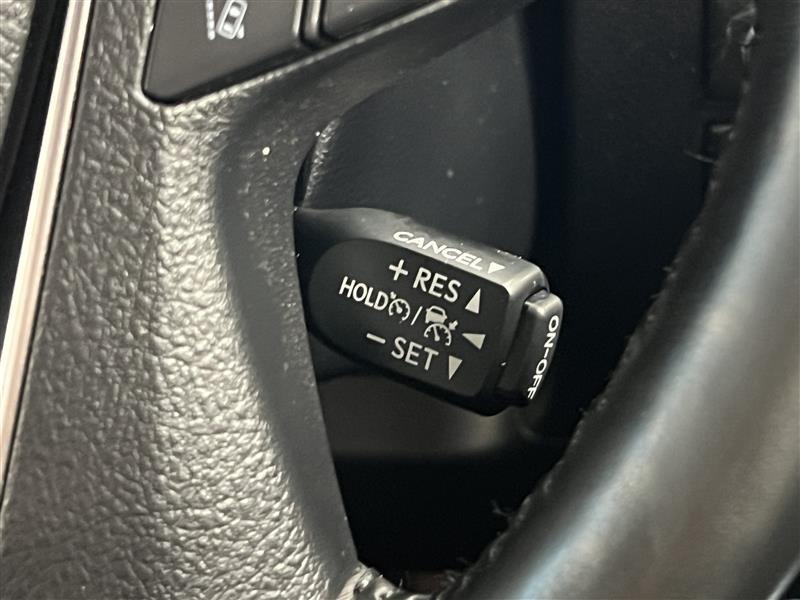 CANCEL
+ RES
HOLD /
- SET
ON-OFF